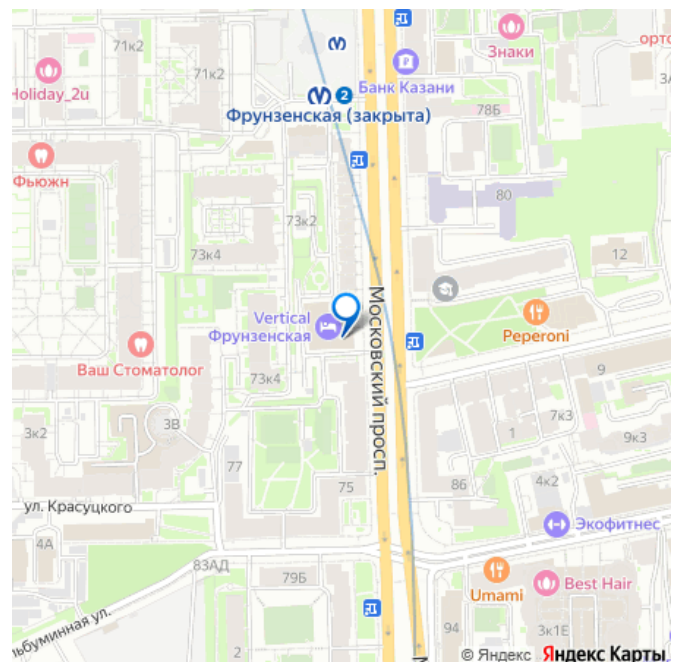 71к2
71к2
Знаки
орто
Банк Казани
Holiday_2u
2
Фрунзенская (закрыта)
78Б
Фьюжн
80
73к2
73к4
12
Vertical
Фрунзенская
Московский просп.
Peperoni
Ваш Стоматолог
73к4
9
3В
7к3
3к2
1
9к3
77
75
86
4к2
ул. Красуцкого
4А
Экофитнес
83АД
79Б
Umami
Best Hair
льбуминная ул.
94
3к1Е
2
© Яндекс Яндекс Карты